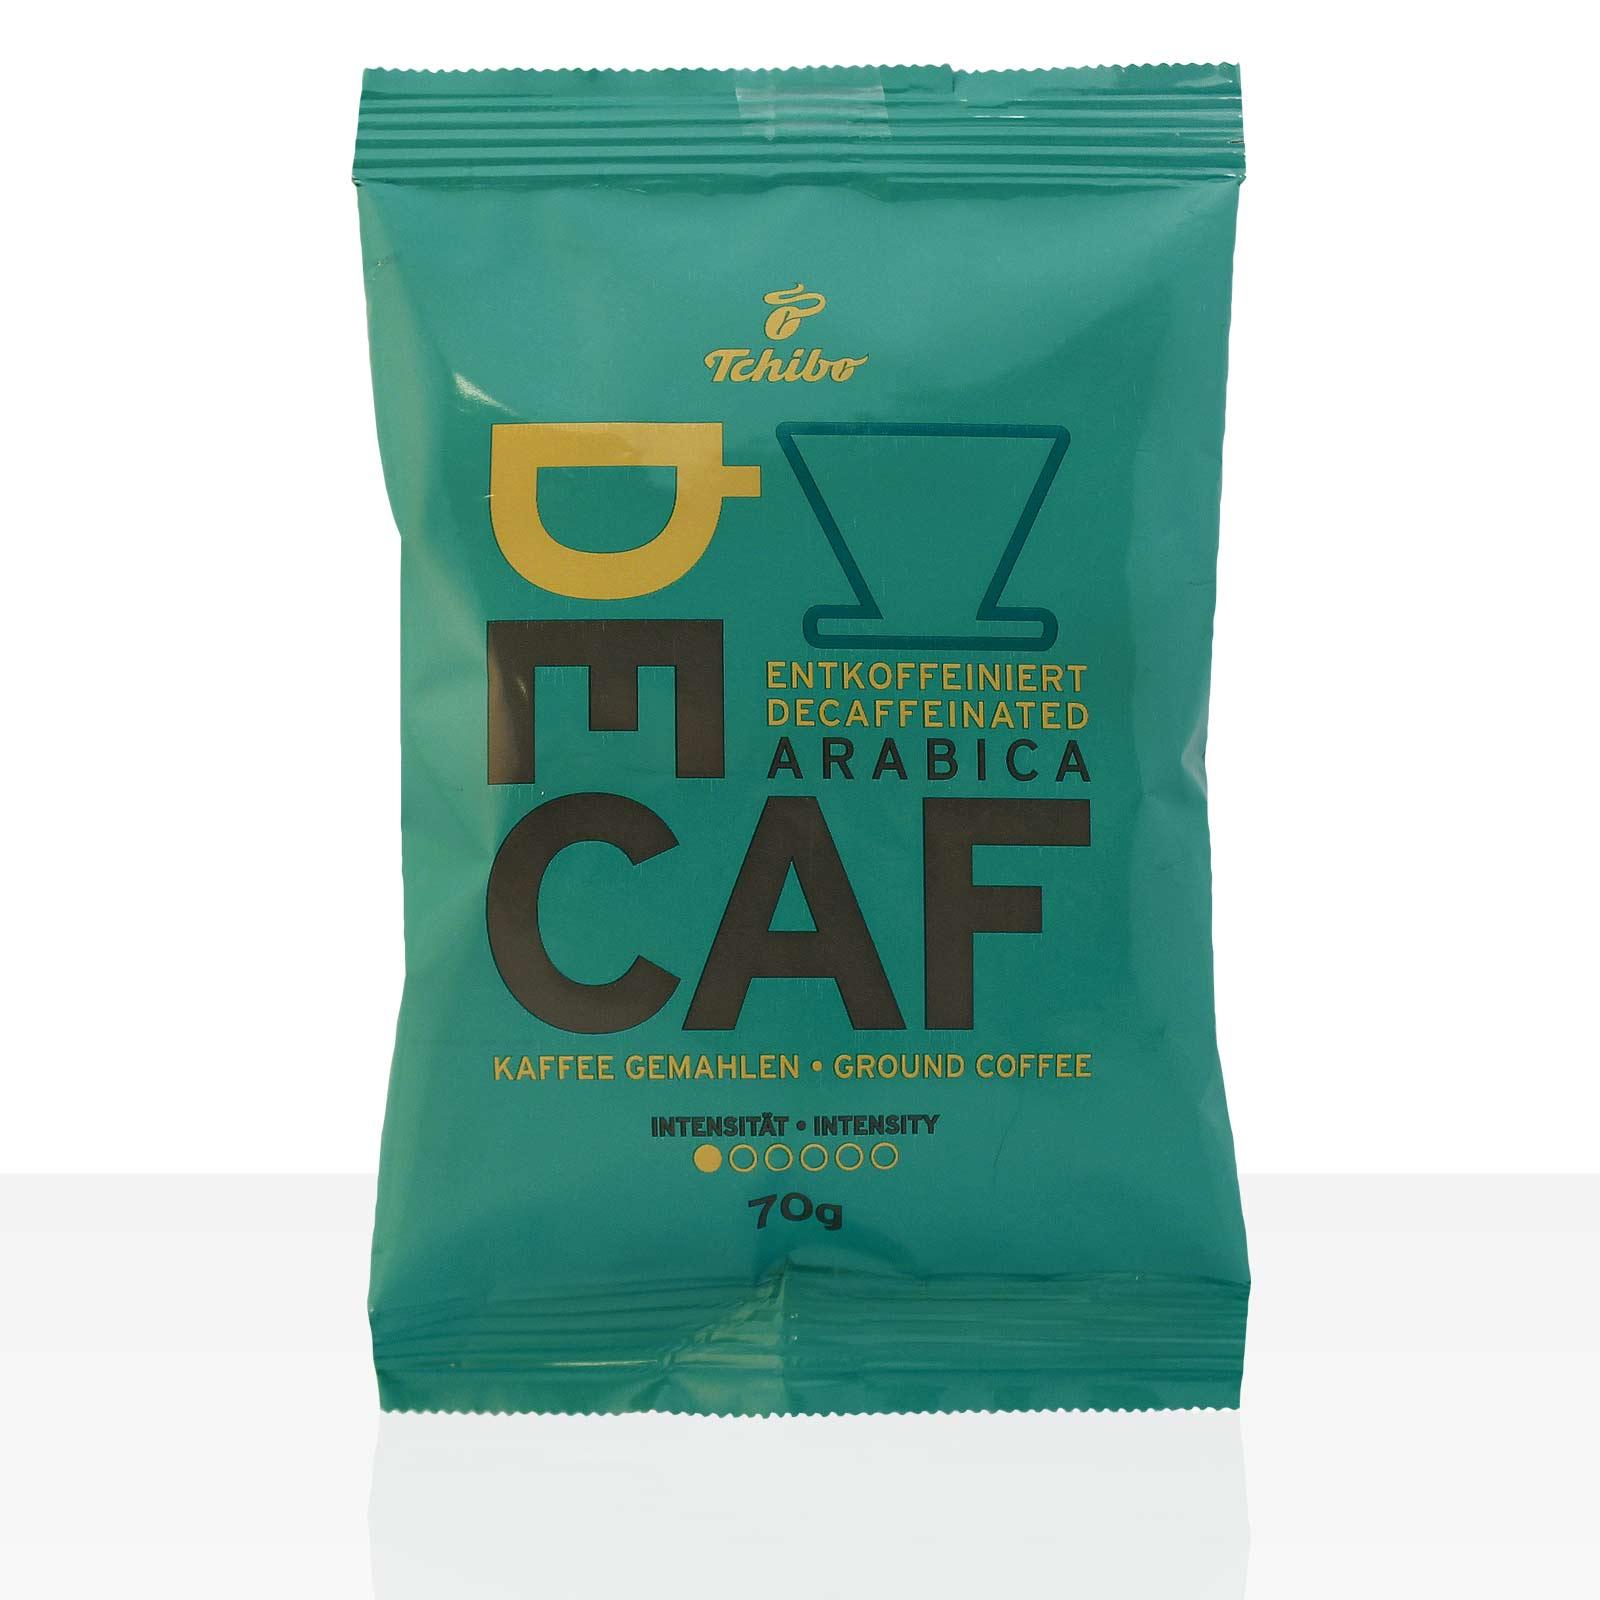 Tchibo
DE
ENTKOFFEINIERT
DECAFFEINATED
ARABICA
CAF
KAFFEE GEMAHLEN • GROUND COFFEE
INTENSITÄT • INTENSITY
70g